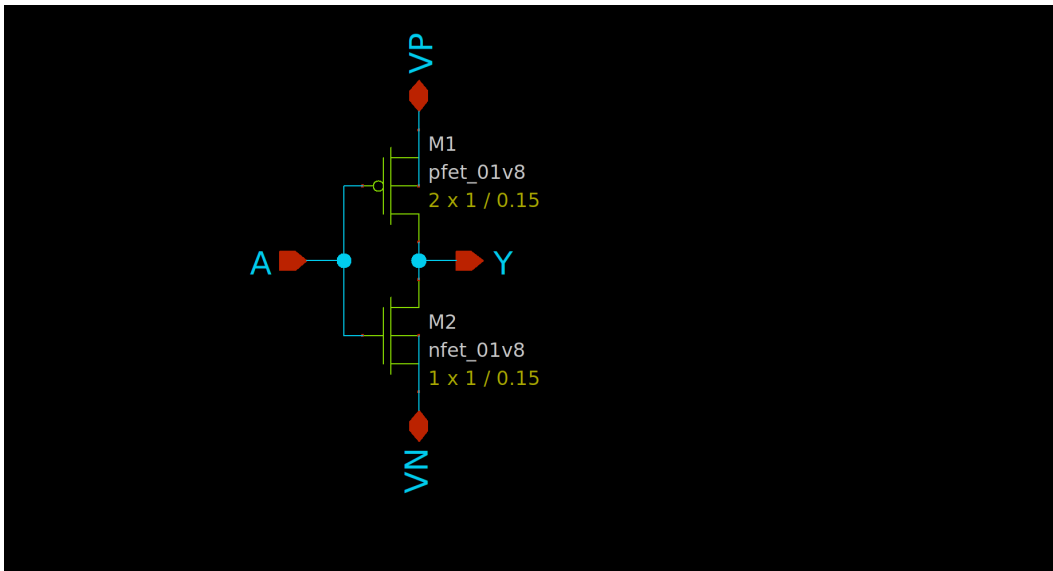 VP
M1
pfet_01v8
2 x 1 / 0.15
A
Y
M2
nfet_01v8
1 x 1 / 0.15
VN